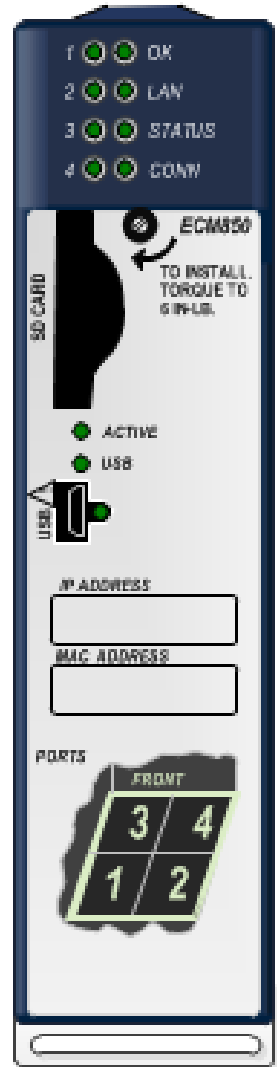 1 OK
2 LAN
3 STATUS
4 CONN
ECM850
TO INSTALL.
TORQUE TO
6 IN-LB.
SD CARD
ACTIVE
USB
USB
IP ADDRESS
MAC ADDRESS
PORTS
FRONT
3 4
1 2